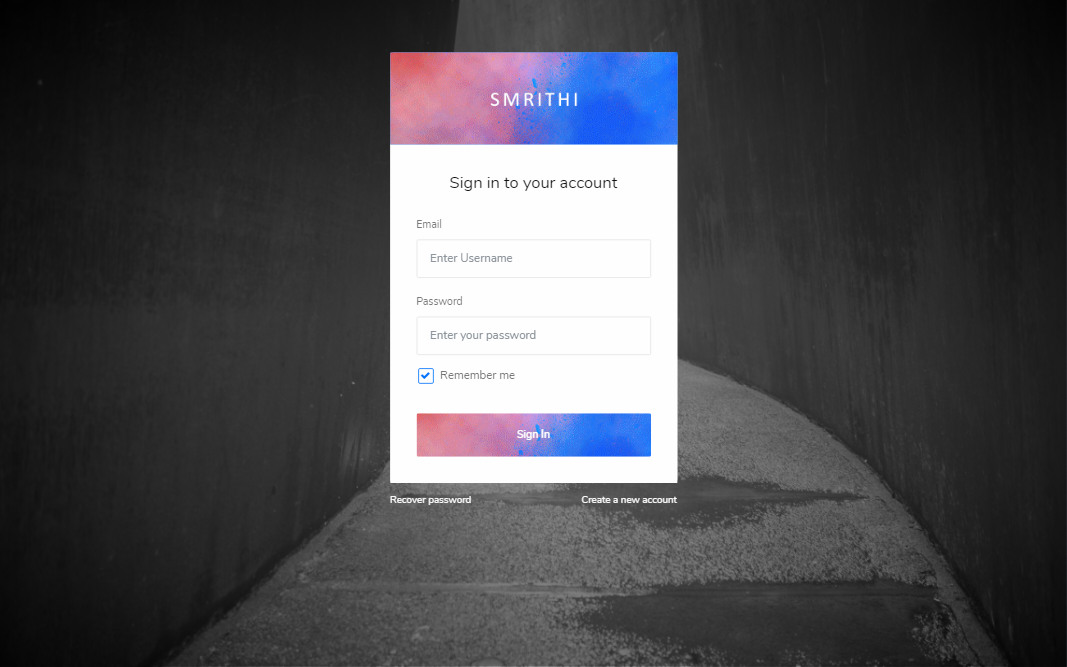 SMRITHI
Sign in to your account
Email
Enter Username
Password
Enter your password
Remember me
Sign In
Recover password
Create a new account